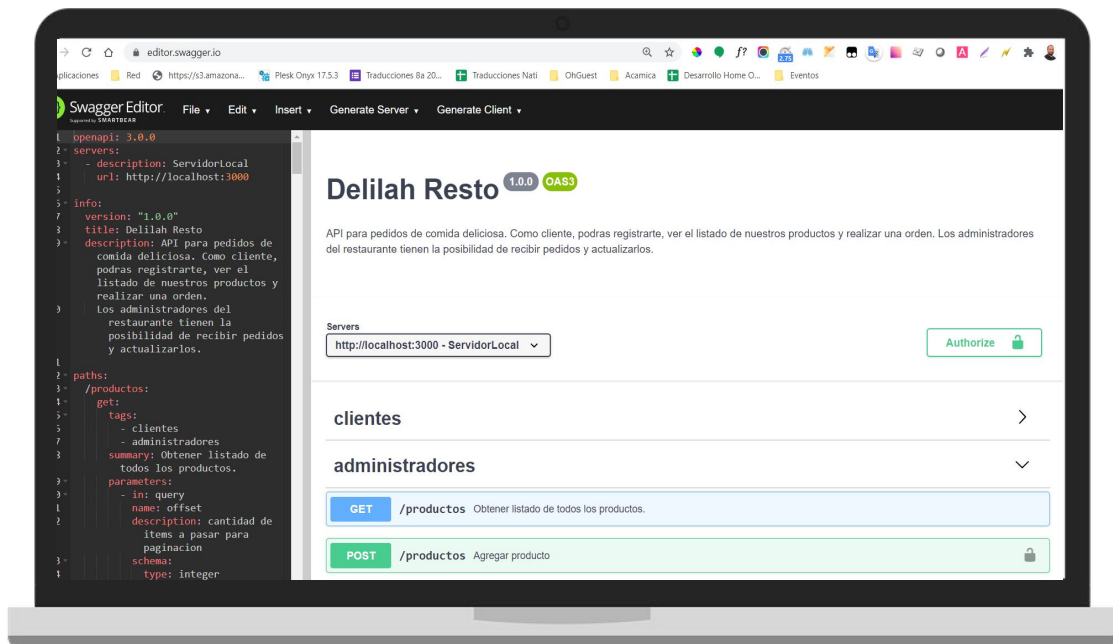 editor.swagger.io
2.75
plicaciones Red https://s3.amazona... Plesk Onyx 17.5.3 Traducciones 8a 20... Traducciones Nati OhGuest Acamica Desarrollo Home O... Eventos
Swagger Editor. File Edit Insert Generate Server Generate Client
Supported by SMARTBEAR
openapi: 3.0.0
servers:
- description: ServidorLocal
url: http://localhost:3000
info:
version: "1.0.0"
title: Delilah Resto
description: API para pedidos de
comida deliciosa. Como cliente,
podras registrarte, ver el
listado de nuestros productos y
realizar una orden.
Los administradores del
restaurante tienen la
posibilidad de recibir pedidos
y actualizarlos.
paths:
/productos:
get:
tags:
- clientes
- administradores
summary: Obtener listado de
todos los productos.
parameters:
- in: query
name: offset
description: cantidad de
items a pasar para
paginacion
schema:
type: integer
Delilah Resto 1.0.0 OAS3
API para pedidos de comida deliciosa. Como cliente, podras registrarte, ver el listado de nuestros productos y realizar una orden. Los administradores
del restaurante tienen la posibilidad de recibir pedidos y actualizarlos.
Servers
http://localhost:3000 - ServidorLocal
Authorize
clientes
administradores
GET /productos Obtener listado de todos los productos.
POST /productos Agregar producto